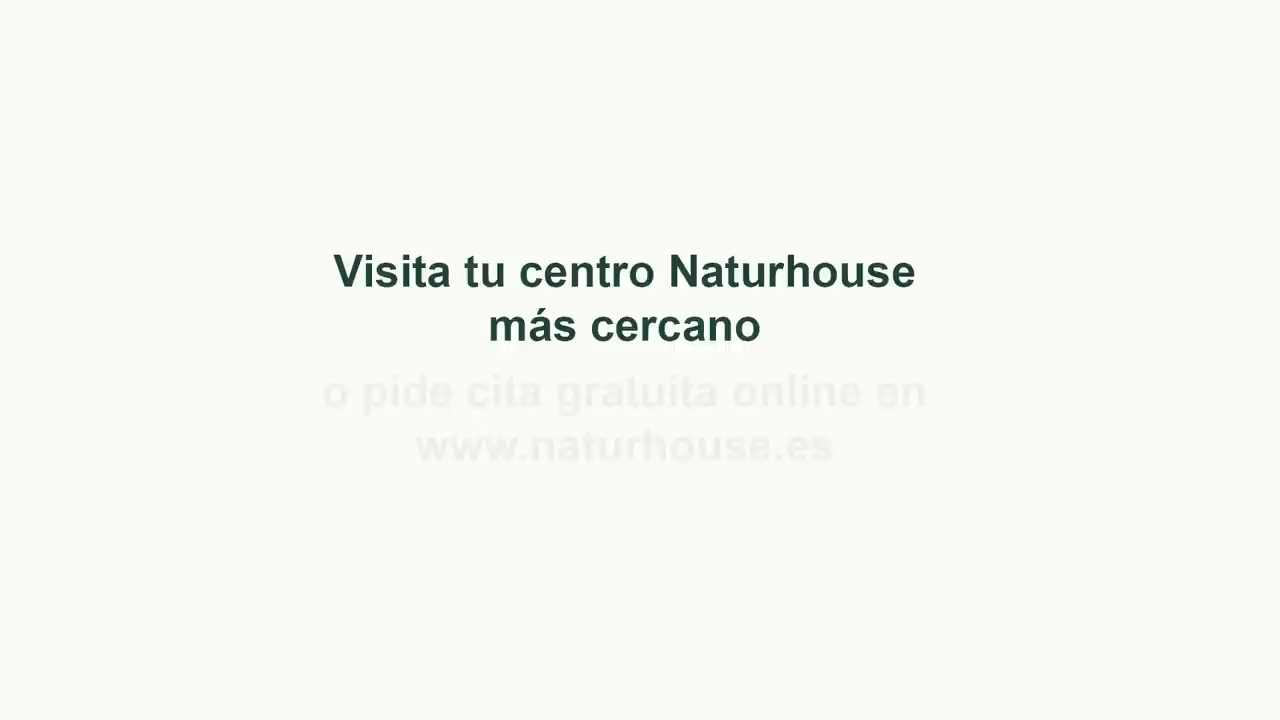 Visita tu centro Naturhouse
más cercano
o pide cita gratuita online en
www.naturhouse.es